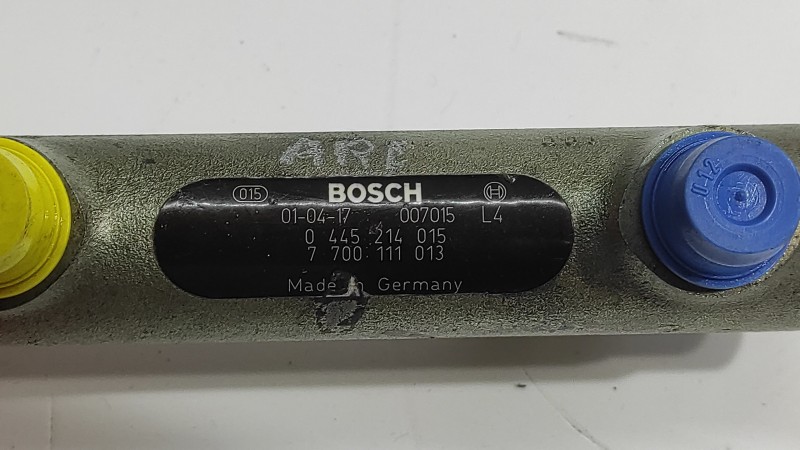 ARE
015 BOSCH
01-04-17 007015 L4
0 445 214 015
7 700 111 013
Made in Germany